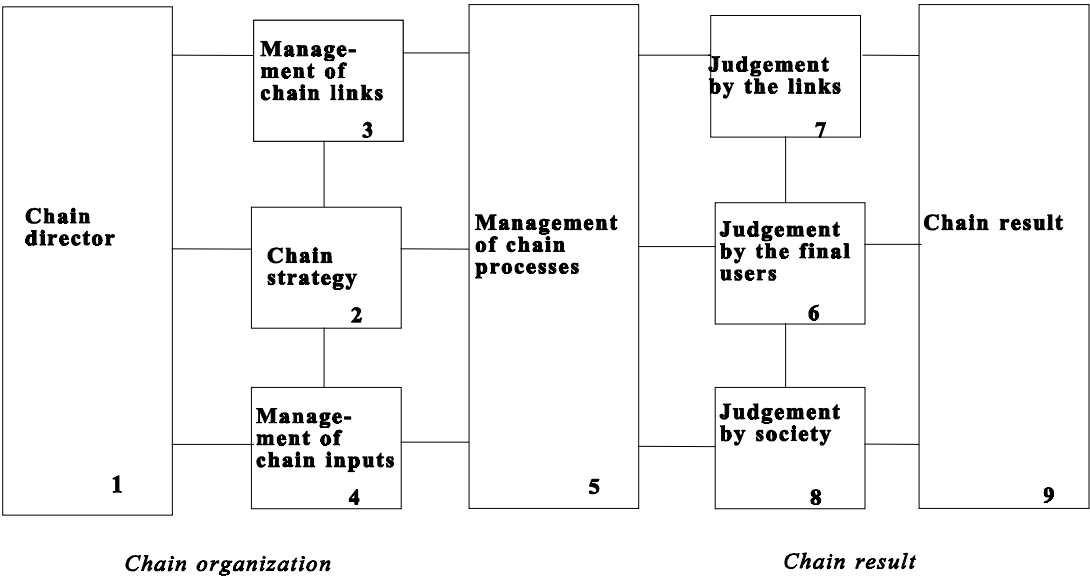 Chain
director
1
Manage-
ment of
chain links
3
Chain
strategy
2
Manage-
ment of
chain inputs
4
Management
of chain
processes
5
Judgement
by the links
7
Judgement
by the final
users
6
Judgement
by society
8
Chain result
9
Chain organization
Chain result